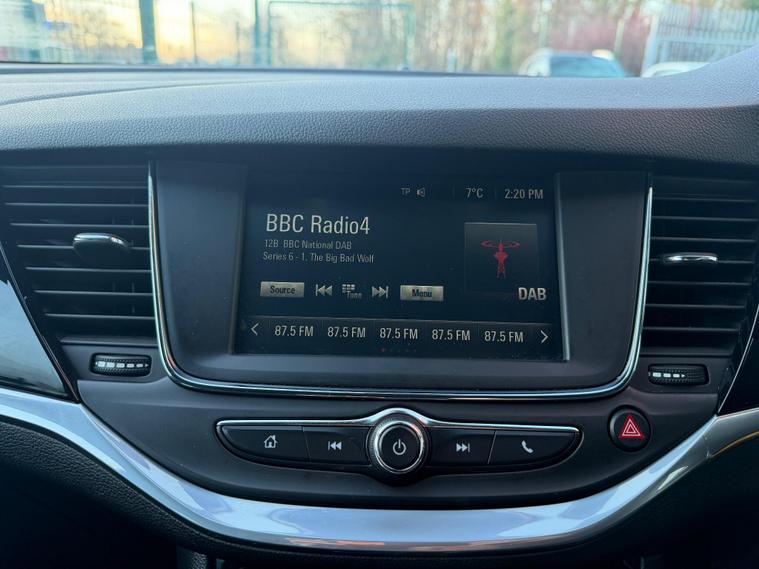 TP 7°C 2:20 PM
BBC Radio4
12B BBC National DAB
Series 6 - 1. The Big Bad Wolf
Source Tune Menu
DAB
87.5 FM 87.5 FM 87.5 FM 87.5 FM 87.5 FM